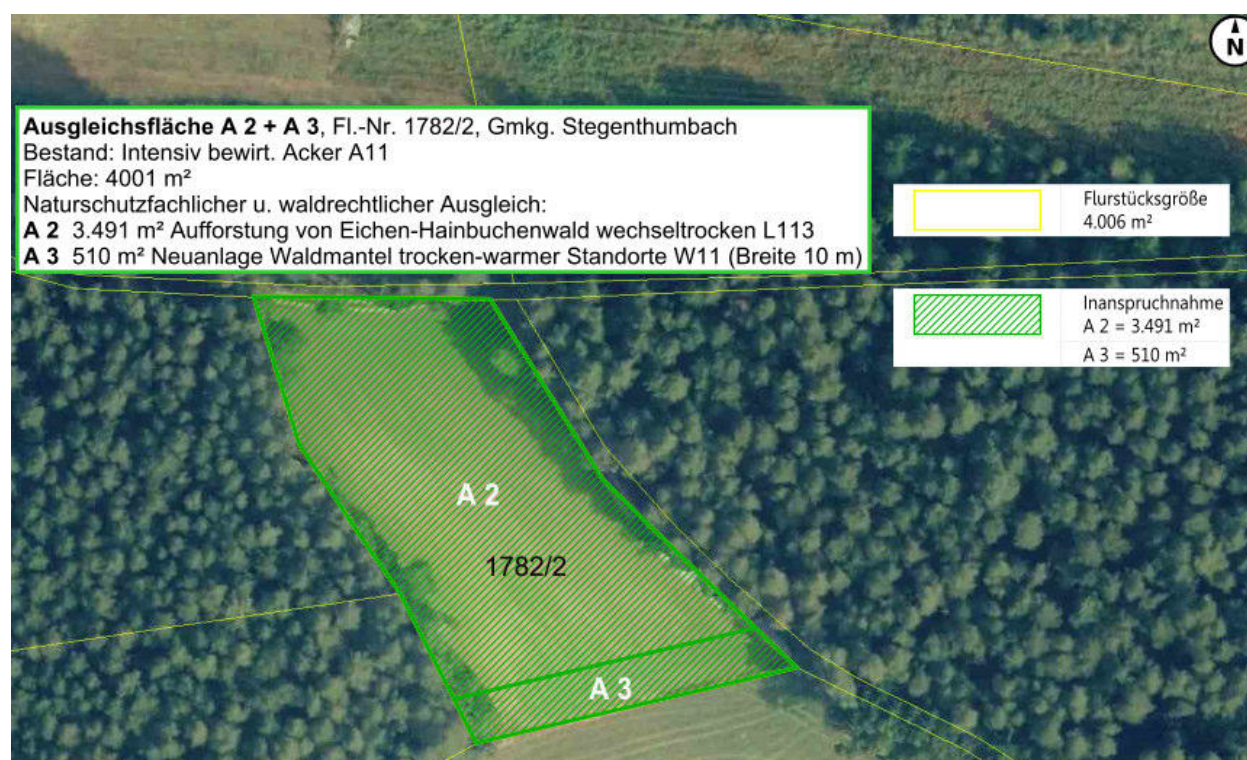 N
Ausgleichsfläche A 2 + A 3, Fl.-Nr. 1782/2, Gmkg. Stegenthumbach
Bestand: Intensiv bewirt. Acker A11
Fläche: 4001 m²
Naturschutzfachlicher u. waldrechtlicher Ausgleich:
A 2 3.491 m² Aufforstung von Eichen-Hainbuchenwald wechseltrocken L113
A 3 510 m² Neuanlage Waldmantel trocken-warmer Standorte W11 (Breite 10 m)
Flurstücksgröße
4.006 m²
Inanspruchnahme
A 2 = 3.491 m²
A 3 = 510 m²
A 2
1782/2
A 3